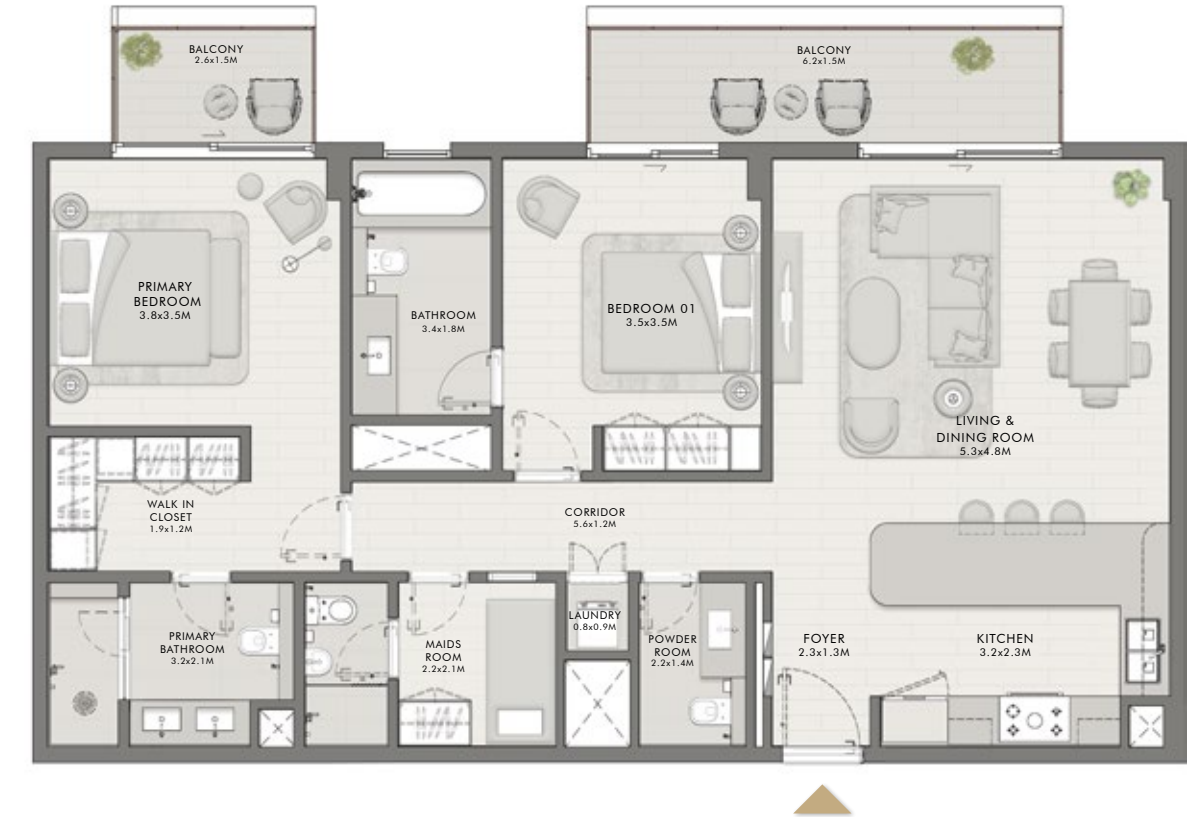 BALCONY
2.6x1.5M
BALCONY
6.2x1.5M
PRIMARY
BEDROOM
3.8x3.5M
BATHROOM
3.4x1.8M
BEDROOM 01
3.5x3.5M
LIVING &
DINING ROOM
5.3x4.8M
WALK IN
CLOSET
1.9x1.2M
CORRIDOR
5.6x1.2M
PRIMARY
BATHROOM
3.2x2.1M
MAIDS
ROOM
2.2x2.1M
LAUNDRY
0.8x0.9M
POWDER
ROOM
2.2x1.4M
FOYER
2.3x1.3M
KITCHEN
3.2x2.3M